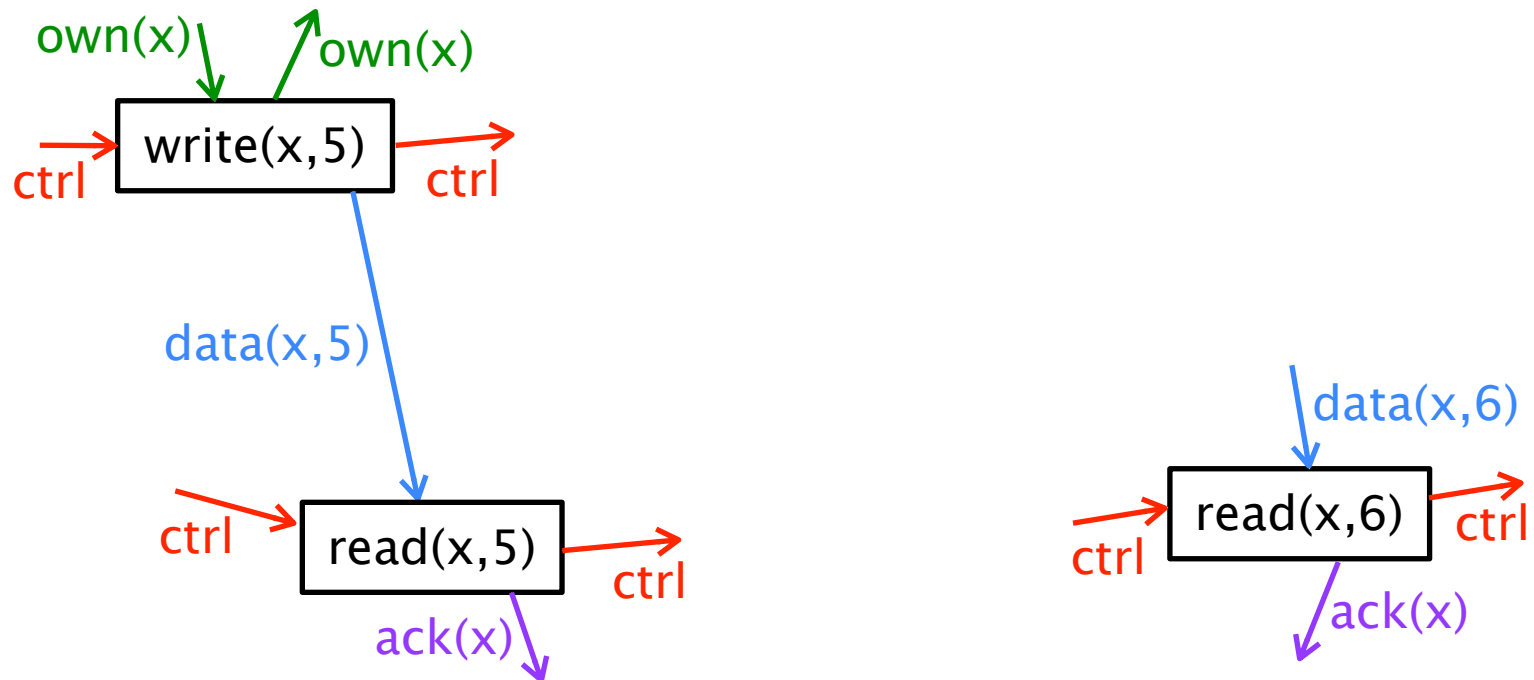 own(x)
own(x)
write(x,5)
ctrl
ctrl
data(x,5)
data(x,6)
ctrl
read(x,5)
ctrl
ack(x)
read(x,6)
ctrl
ctrl
ack(x)